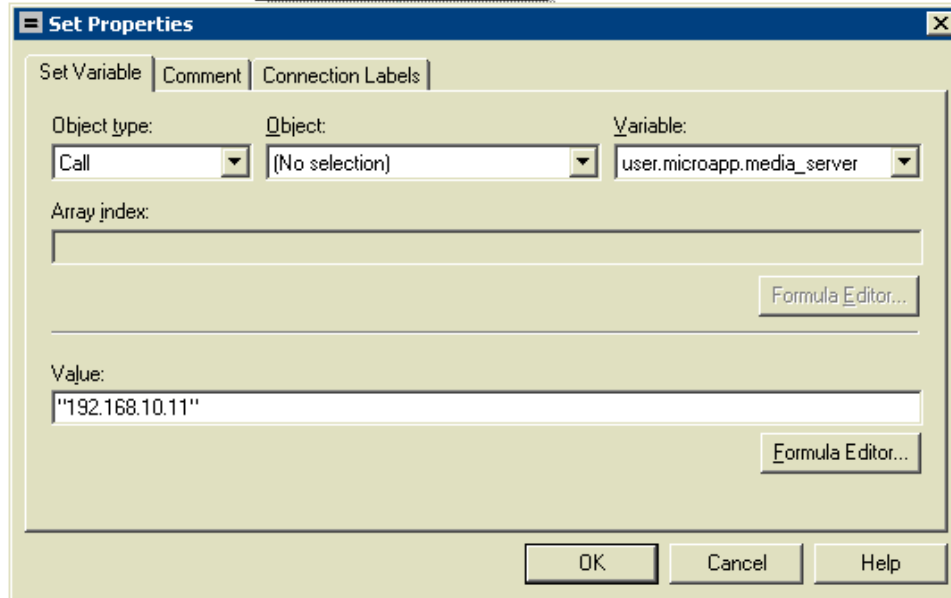 Set Properties
Set Variable Comment Connection Labels
Object type: Object: Variable:
Call (No selection) user.microapp.media_server
Array index:
Formula Editor...
Value:
"192.168.10.11"
Formula Editor...
OK Cancel Help